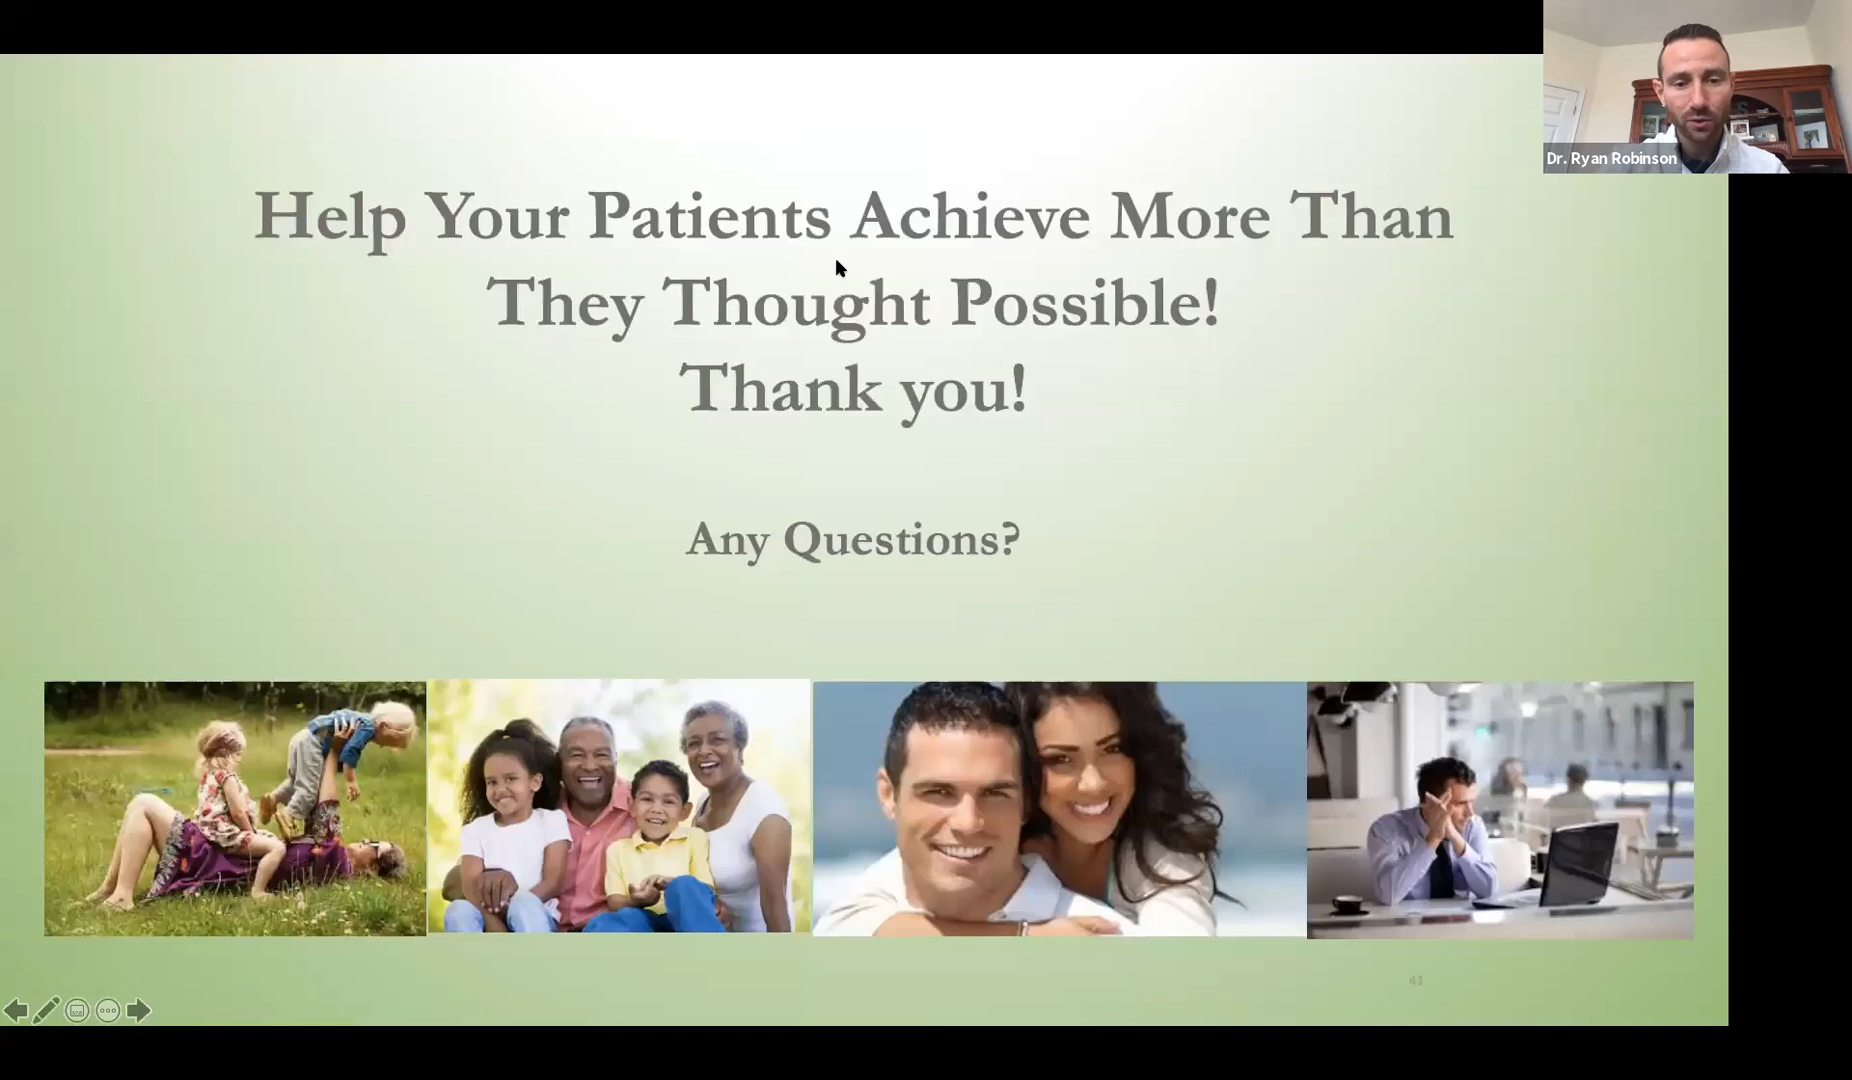 Dr. Ryan Robinson
Help Your Patients Achieve More Than
They Thought Possible!
Thank you!
Any Questions?
43